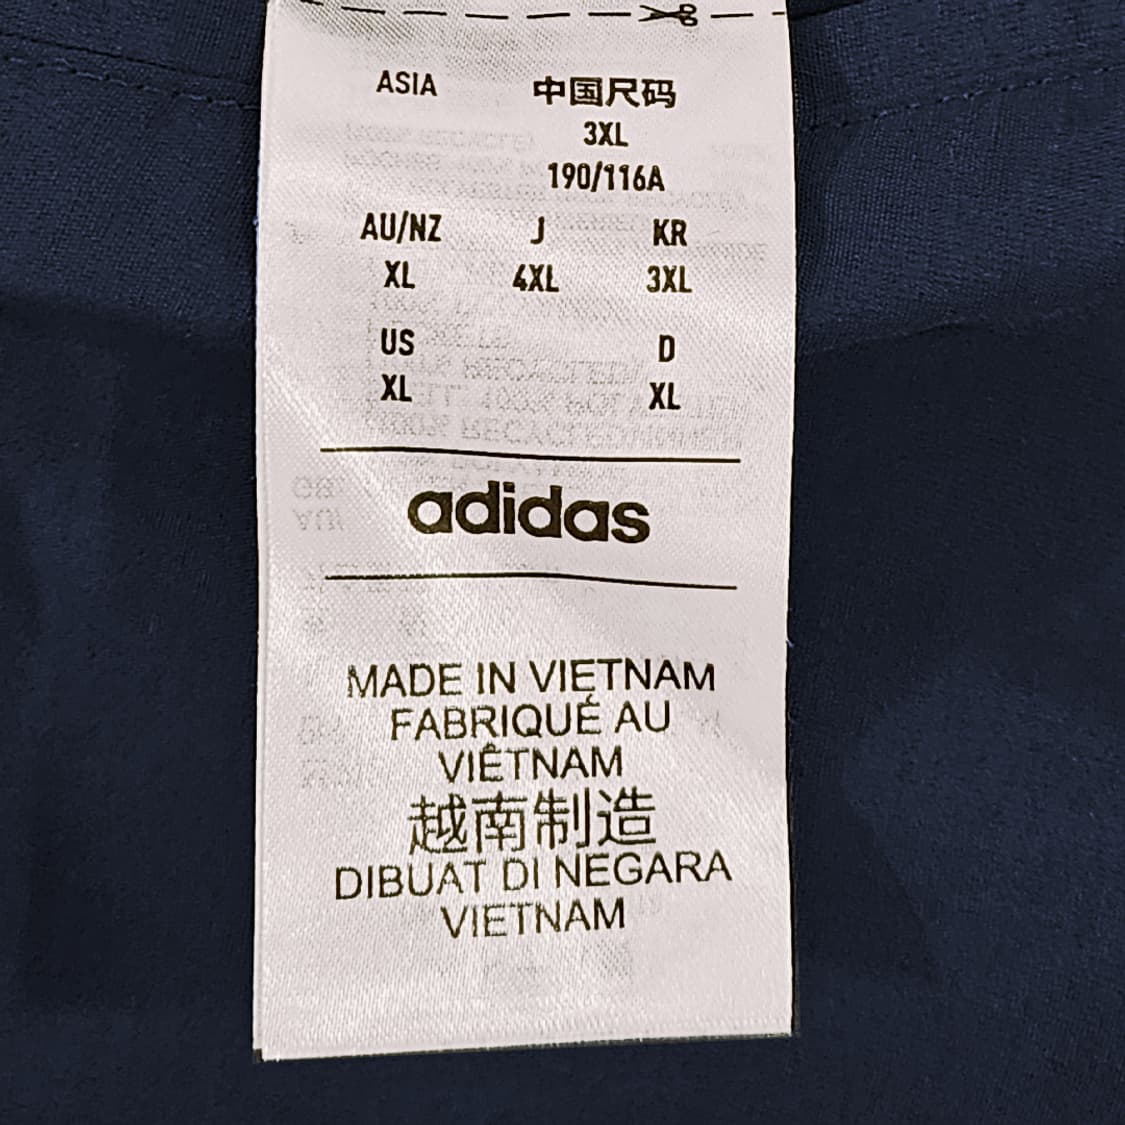 ASIA 中国尺码
3XL
190/116A
AU/NZ J KR
XL 4XL 3XL
US D
XL XL
adidas
MADE IN VIETNAM
FABRIQUÉ AU
VIÊTNAM
越南制造
DIBUAT DI NEGARA
VIETNAM